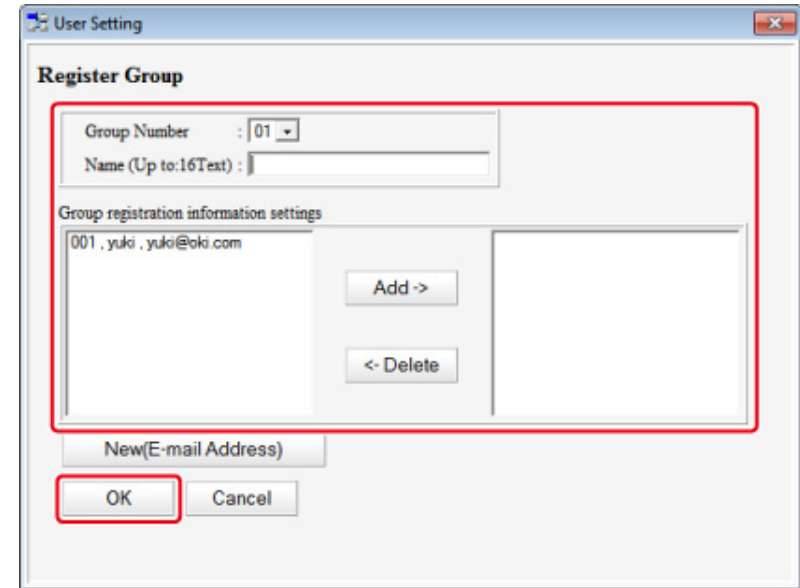 User Setting
Register Group
Group Number : 01
Name (Up to:16Text) :
Group registration information settings
001 , yuki , yuki@oki.com
Add ->
<- Delete
New(E-mail Address)
OK Cancel